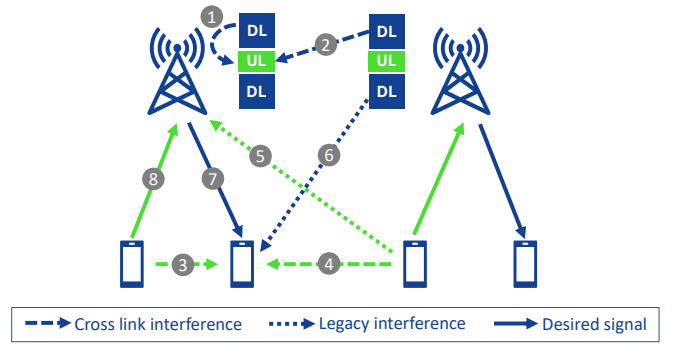 1
DL
DL
2
UL
UL
DL
DL
6
5
8
7
3
4
Cross link interference
Legacy interference
Desired signal